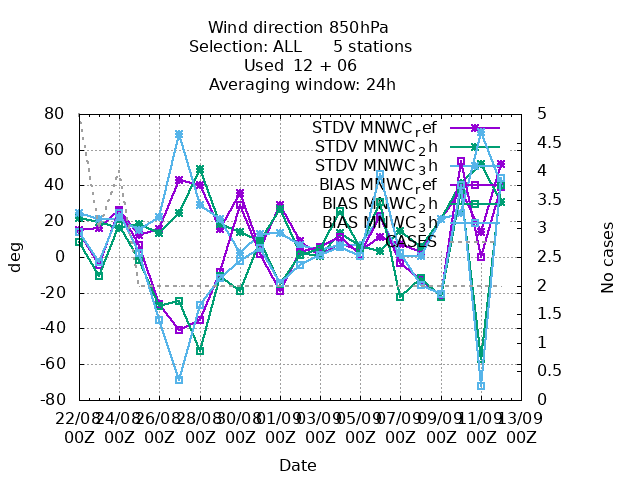 Wind direction 850hPa
Selection: ALL 5 stations
Used 12 + 06
Averaging window: 24h
80
60
40
20
0
-20
-40
-60
-80
deg
5
4.5
4
3.5
3
2.5
2
1.5
1
0.5
0
No cases
STDV MNWC_ref
STDV MNWC_2h
STDV MNWC_3h
BIAS MNWC_ref
BIAS MNWC_2h
BIAS MNWC_3h
CASES
22/08 24/08 26/08 28/08 30/08 01/09 03/09 05/09 07/09 09/09 11/09 13/09
00Z 00Z 00Z 00Z 00Z 00Z 00Z 00Z 00Z 00Z 00Z 00Z
Date